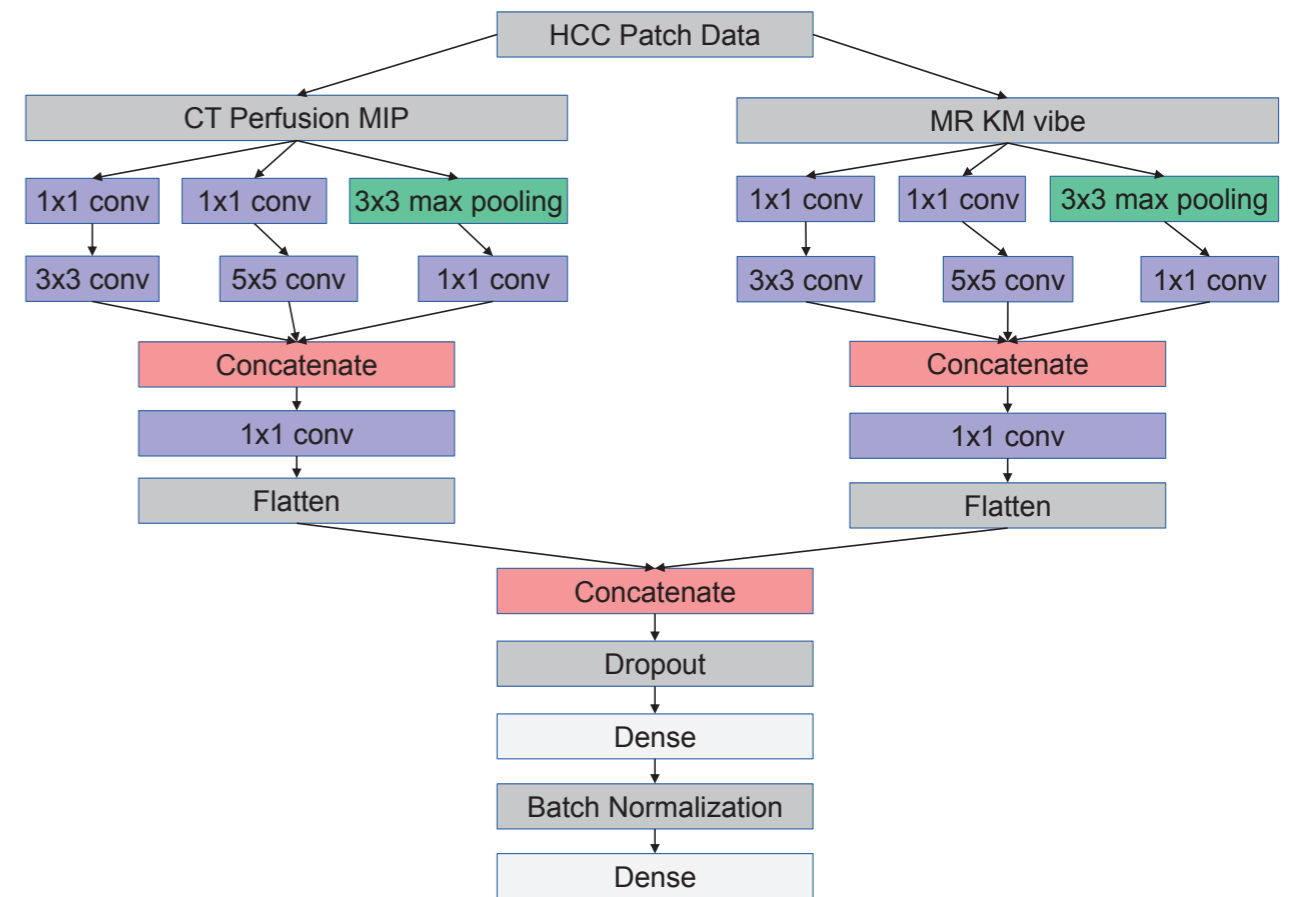 HCC Patch Data
CT Perfusion MIP
MR KM vibe
1x1 conv
1x1 conv
3x3 max pooling
1x1 conv
1x1 conv
3x3 max pooling
3x3 conv
5x5 conv
1x1 conv
3x3 conv
5x5 conv
1x1 conv
Concatenate
Concatenate
1x1 conv
1x1 conv
Flatten
Flatten
Concatenate
Dropout
Dense
Batch Normalization
Dense